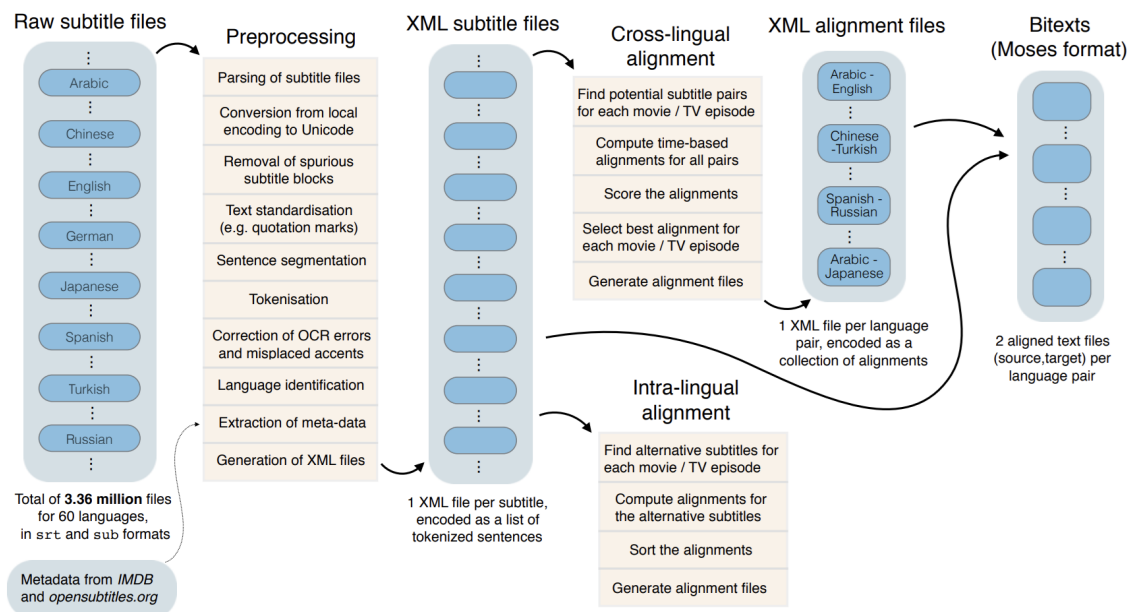 Raw subtitle files
⋮
Arabic
⋮
Chinese
⋮
English
⋮
German
⋮
Japanese
⋮
Spanish
⋮
Turkish
⋮
Russian
⋮
Total of 3.36 million files
for 60 languages,
in srt and sub formats
Metadata from IMDB
and opensubtitles.org
Preprocessing
Parsing of subtitle files
Conversion from local
encoding to Unicode
Removal of spurious
subtitle blocks
Text standardisation
(e.g. quotation marks)
Sentence segmentation
Tokenisation
Correction of OCR errors
and misplaced accents
Language identification
Extraction of meta-data
Generation of XML files
XML subtitle files
⋮
⋮
⋮
⋮
⋮
⋮
⋮
⋮
⋮
1 XML file per subtitle,
encoded as a list of
tokenized sentences
Cross-lingual
alignment
Find potential subtitle pairs
for each movie / TV episode
Compute time-based
alignments for all pairs
Score the alignments
Select best alignment for
each movie / TV episode
Generate alignment files
Intra-lingual
alignment
Find alternative subtitles for
each movie / TV episode
Compute alignments for
the alternative subtitles
Sort the alignments
Generate alignment files
XML alignment files
Arabic -
English
⋮
Chinese
-Turkish
⋮
Spanish -
Russian
⋮
Arabic -
Japanese
1 XML file per language
pair, encoded as a
collection of alignments
Bitexts
(Moses format)
⋮
⋮
⋮
2 aligned text files
(source,target) per
language pair